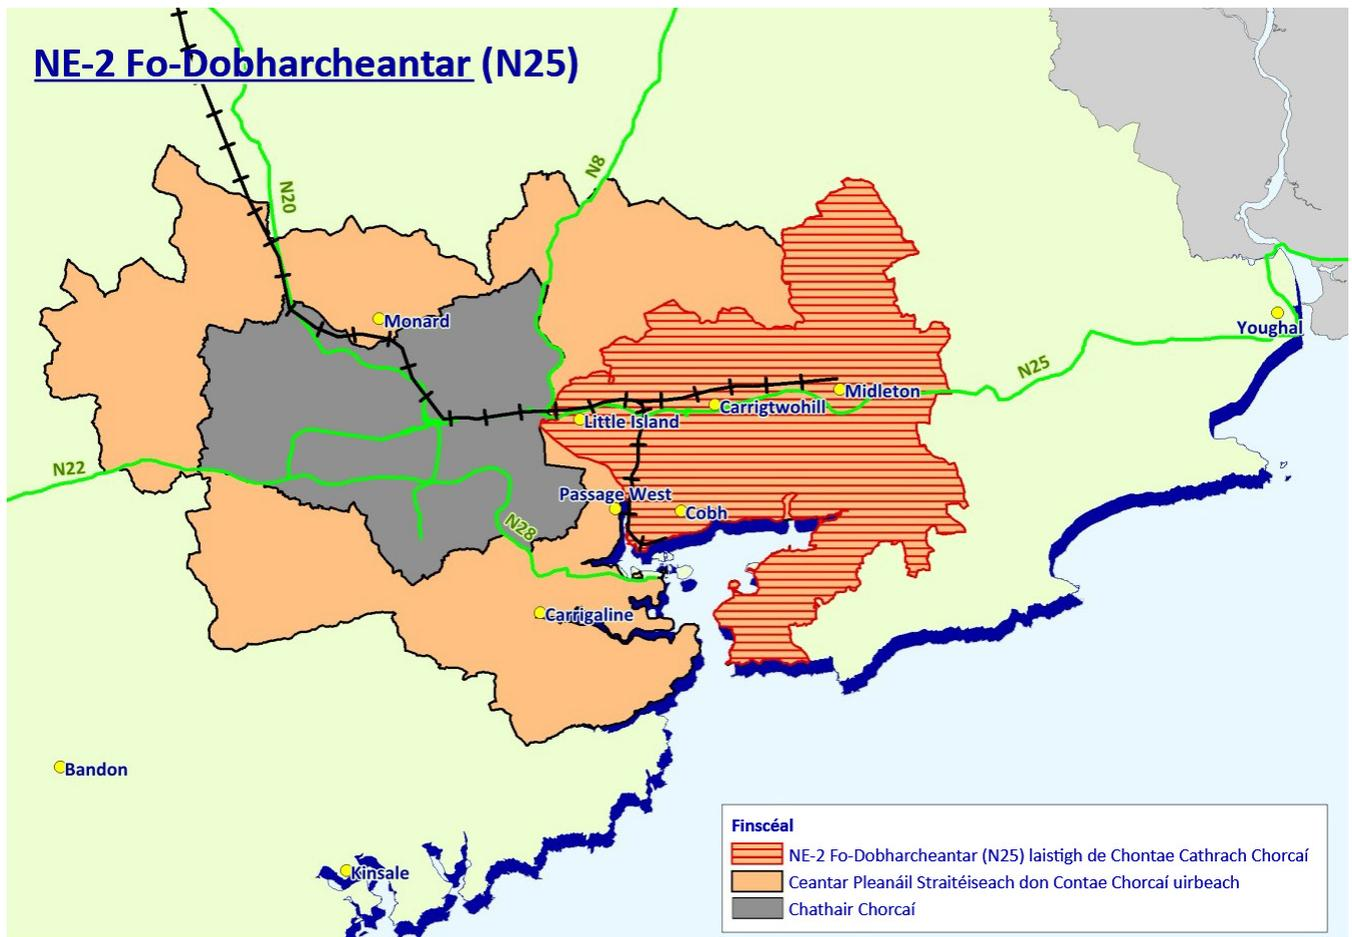 NE-2 Fo-Dobharcheantar (N25)
N8
N20
Monard
Youghal
N25
Midleton
Carrigtwohill
Little Island
N22
Passage West
Cobh
N28
Carrigaline
Bandon
Kinsale
Finscéal
NE-2 Fo-Dobharcheantar (N25) laistigh de Chontae Cathrach Chorcaí
Ceantar Pleanáil Straitéiseach don Contae Chorcaí uirbeach
Chathair Chorcaí